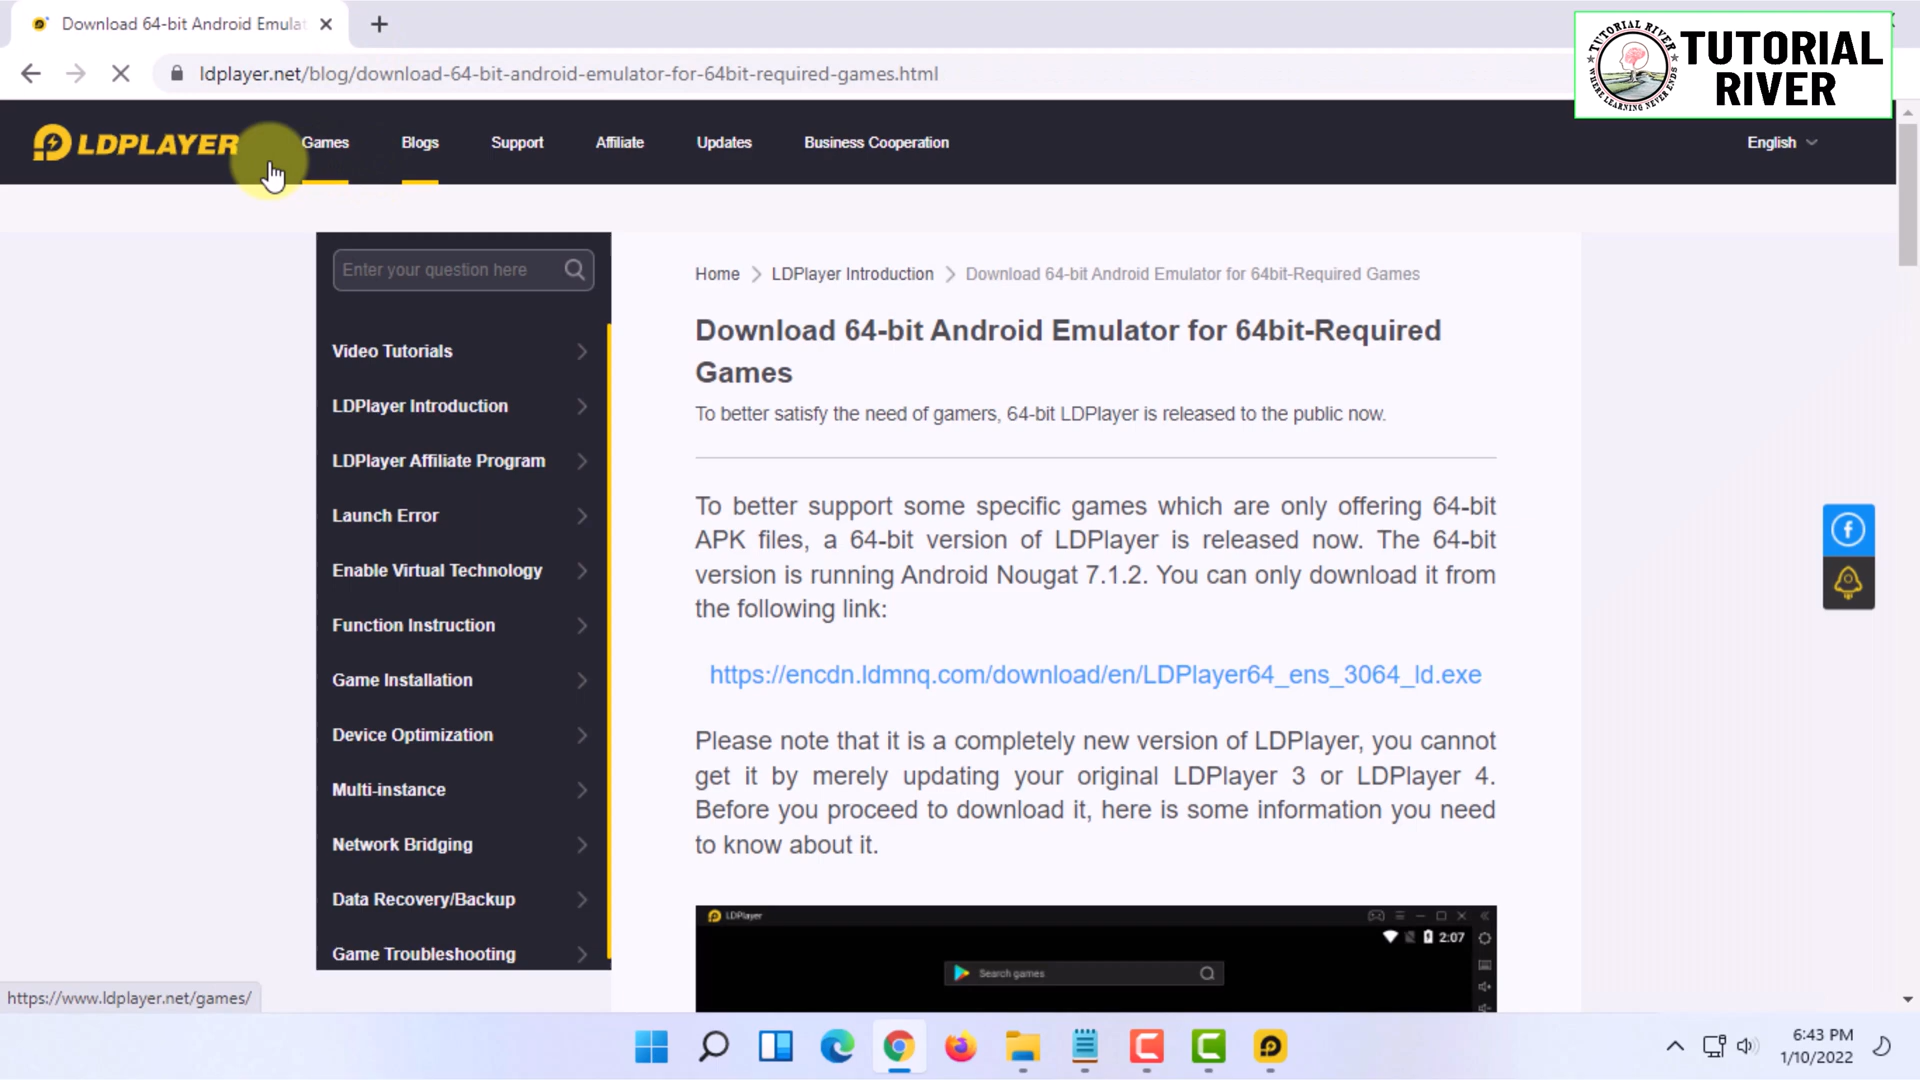 Download 64-bit Android Emulat
ldplayer.net/blog/download-64-bit-android-emulator-for-64bit-required-games.html
TUTORIAL
RIVER
TUTORIAL RIVER
WHERE LEARNING NEVER ENDS
LDPLAYER
Games
Blogs
Support
Affiliate
Updates
Business Cooperation
English
Enter your question here
Video Tutorials
LDPlayer Introduction
LDPlayer Affiliate Program
Launch Error
Enable Virtual Technology
Function Instruction
Game Installation
Device Optimization
Multi-instance
Network Bridging
Data Recovery/Backup
Game Troubleshooting
Home > LDPlayer Introduction > Download 64-bit Android Emulator for 64bit-Required Games
Download 64-bit Android Emulator for 64bit-Required
Games
To better satisfy the need of gamers, 64-bit LDPlayer is released to the public now.
To better support some specific games which are only offering 64-bit
APK files, a 64-bit version of LDPlayer is released now. The 64-bit
version is running Android Nougat 7.1.2. You can only download it from
the following link:
https://encdn.ldmnq.com/download/en/LDPlayer64_ens_3064_ld.exe
Please note that it is a completely new version of LDPlayer, you cannot
get it by merely updating your original LDPlayer 3 or LDPlayer 4.
Before you proceed to download it, here is some information you need
to know about it.
LDPlayer
2:07
Search games
https://www.ldplayer.net/games/
6:43 PM
1/10/2022